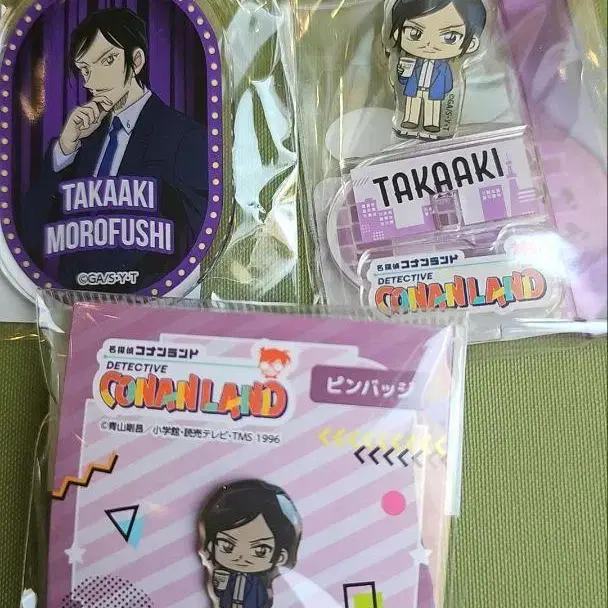 TAKAAKI
MOROFUSHI
©GA/S・Y・T
GA/S・Y・T
TAKAAKI
名探偵コナンランド
DETECTIVE
CONAN LAND
名探偵コナンランド
DETECTIVE
CONAN LAND
ピンバッジ
©青山剛昌/小学館・読売テレビ・TMS 1996